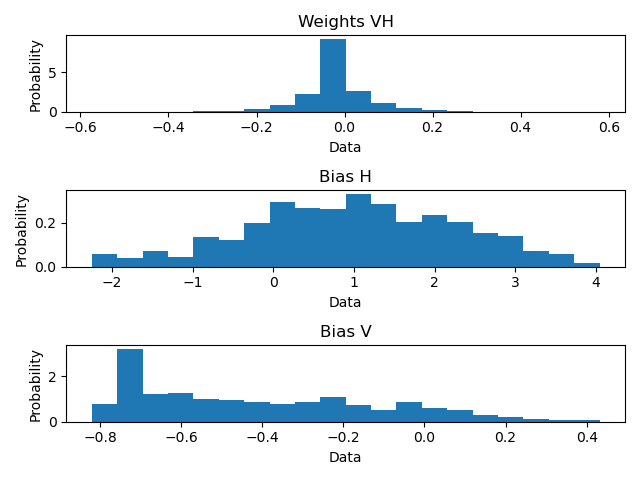 Weights VH
Probability
5
0
−0.6 −0.4 −0.2 0.0 0.2 0.4 0.6
Data
Bias H
Probability
0.2
0.0
−2 −1 0 1 2 3 4
Data
Bias V
Probability
2
0
−0.8 −0.6 −0.4 −0.2 0.0 0.2 0.4
Data